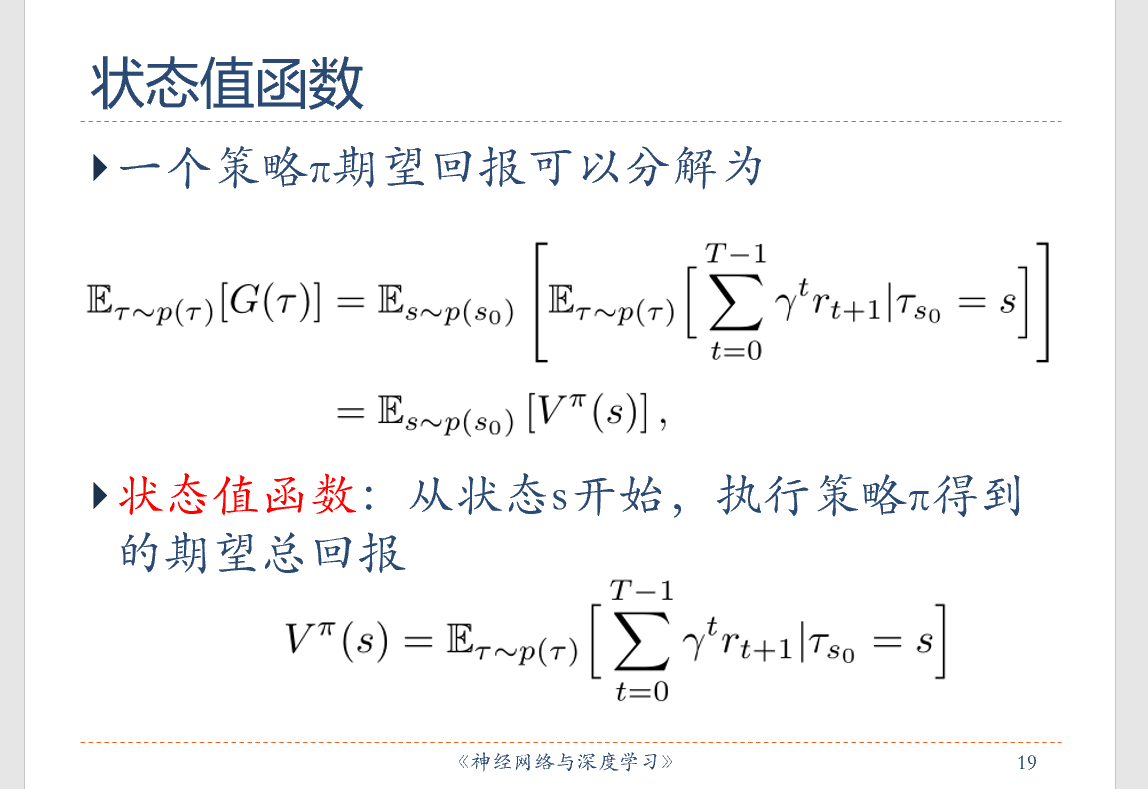 状态值函数
一个策略π期望回报可以分解为
$\mathbb{E}_{\tau \sim p(\tau)}[G(\tau)] = \mathbb{E}_{s \sim p(s_0)} \left[ \mathbb{E}_{\tau \sim p(\tau)} \left[ \sum_{t=0}^{T-1} \gamma^t r_{t+1} | \tau_{s_0} = s \right] \right]$
$= \mathbb{E}_{s \sim p(s_0)} \left[ V^{\pi}(s) \right],$
状态值函数：从状态s开始，执行策略π得到
的期望总回报
$V^{\pi}(s) = \mathbb{E}_{\tau \sim p(\tau)} \left[ \sum_{t=0}^{T-1} \gamma^t r_{t+1} | \tau_{s_0} = s \right]$
《神经网络与深度学习》 19